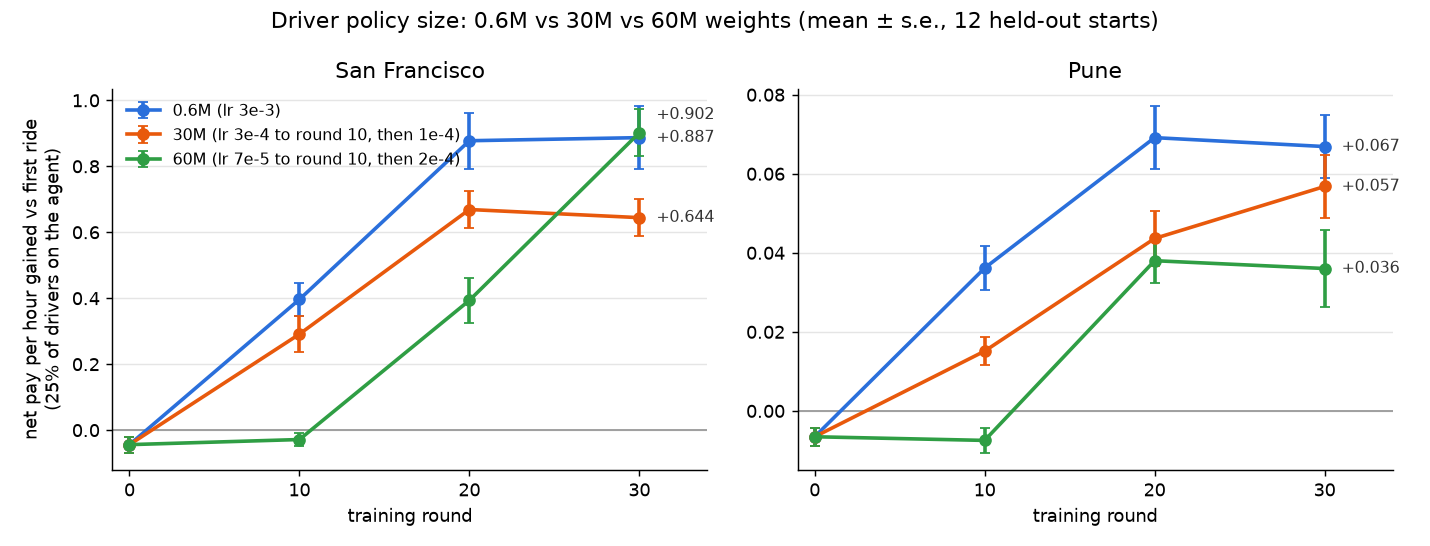 Driver policy size: 0.6M vs 30M vs 60M weights (mean ± s.e., 12 held-out starts)
San Francisco
net pay per hour gained vs first ride
(25% of drivers on the agent)
1.0
0.8
0.6
0.4
0.2
0.0
0.6M (lr 3e-3)
30M (lr 3e-4 to round 10, then 1e-4)
60M (lr 7e-5 to round 10, then 2e-4)
+0.902
+0.887
+0.644
0 10 20 30
training round
Pune
0.08
0.06
0.04
0.02
0.00
+0.067
+0.057
+0.036
0 10 20 30
training round